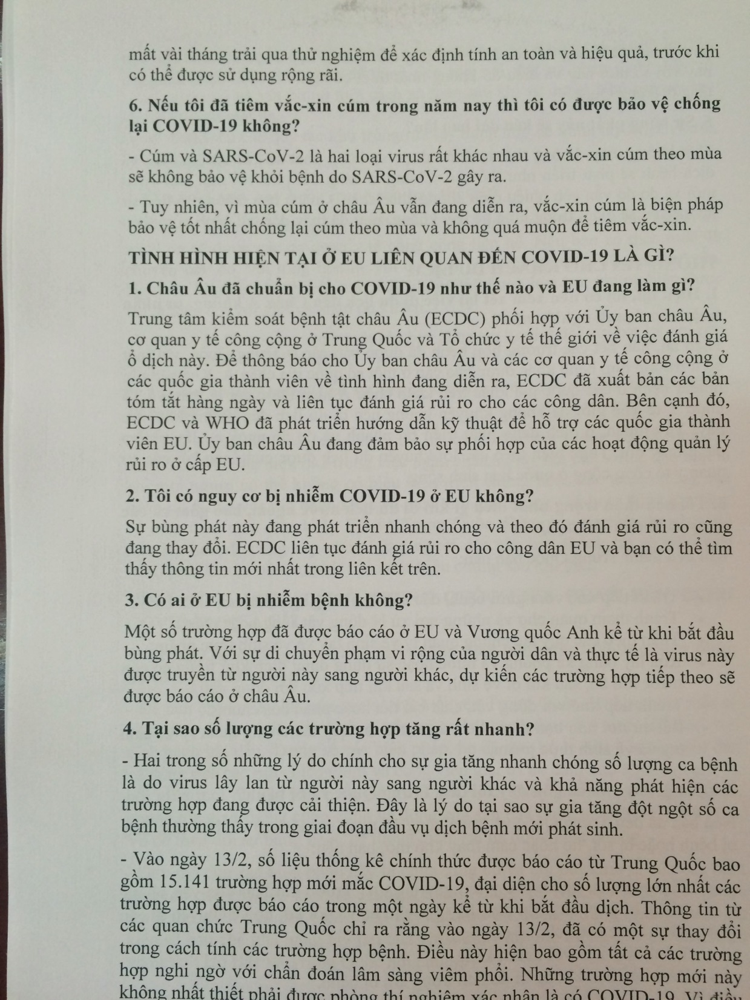 mất vài tháng trải qua thử nghiệm để xác định tính an toàn và hiệu quả, trước khi
có thể được sử dụng rộng rãi.
6. Nếu tôi đã tiêm vắc-xin cúm trong năm nay thì tôi có được bảo vệ chống
lại COVID-19 không?
- Cúm và SARS-CoV-2 là hai loại virus rất khác nhau và vắc-xin cúm theo mùa
sẽ không bảo vệ khỏi bệnh do SARS-CoV-2 gây ra.
- Tuy nhiên, vì mùa cúm ở châu Âu vẫn đang diễn ra, vắc-xin cúm là biện pháp
bảo vệ tốt nhất chống lại cúm theo mùa và không quá muộn để tiêm vắc-xin.
TÌNH HÌNH HIỆN TẠI Ở EU LIÊN QUAN ĐẾN COVID-19 LÀ GÌ?
1. Châu Âu đã chuẩn bị cho COVID-19 như thế nào và EU đang làm gì?
Trung tâm kiểm soát bệnh tật châu Âu (ECDC) phối hợp với Ủy ban châu Âu,
cơ quan y tế công cộng ở Trung Quốc và Tổ chức y tế thế giới về việc đánh giá
ổ dịch này. Để thông báo cho Ủy ban châu Âu và các cơ quan y tế công cộng ở
các quốc gia thành viên về tình hình đang diễn ra, ECDC đã xuất bản các bản
tóm tắt hàng ngày và liên tục đánh giá rủi ro cho các công dân. Bên cạnh đó,
ECDC và WHO đã phát triển hướng dẫn kỹ thuật để hỗ trợ các quốc gia thành
viên EU. Ủy ban châu Âu đang đảm bảo sự phối hợp của các hoạt động quản lý
rủi ro ở cấp EU.
2. Tôi có nguy cơ bị nhiễm COVID-19 ở EU không?
Sự bùng phát này đang phát triển nhanh chóng và theo đó đánh giá rủi ro cũng
đang thay đổi. ECDC liên tục đánh giá rủi ro cho công dân EU và bạn có thể tìm
thấy thông tin mới nhất trong liên kết trên.
3. Có ai ở EU bị nhiễm bệnh không?
Một số trường hợp đã được báo cáo ở EU và Vương quốc Anh kể từ khi bắt đầu
bùng phát. Với sự di chuyển phạm vi rộng của người dân và thực tế là virus này
được truyền từ người này sang người khác, dự kiến các trường hợp tiếp theo sẽ
được báo cáo ở châu Âu.
4. Tại sao số lượng các trường hợp tăng rất nhanh?
- Hai trong số những lý do chính cho sự gia tăng nhanh chóng số lượng ca bệnh
là do virus lây lan từ người này sang người khác và khả năng phát hiện các
trường hợp đang được cải thiện. Đây là lý do tại sao sự gia tăng đột ngột số ca
bệnh thường thấy trong giai đoạn đầu vụ dịch bệnh mới phát sinh.
- Vào ngày 13/2, số liệu thống kê chính thức được báo cáo từ Trung Quốc bao
gồm 15.141 trường hợp mới mắc COVID-19, đại diện cho số lượng lớn nhất các
trường hợp được báo cáo trong một ngày kể từ khi bắt đầu dịch. Thông tin từ
các quan chức Trung Quốc chỉ ra rằng vào ngày 13/2, đã có một sự thay đổi
trong cách tính các trường hợp bệnh. Điều này hiện bao gồm tất cả các trường
hợp nghi ngờ với chẩn đoán lâm sàng viêm phổi. Những trường hợp mới này
không nhất thiết phải được phòng thí nghiệm xác nhận là có COVID-19. Vì điều